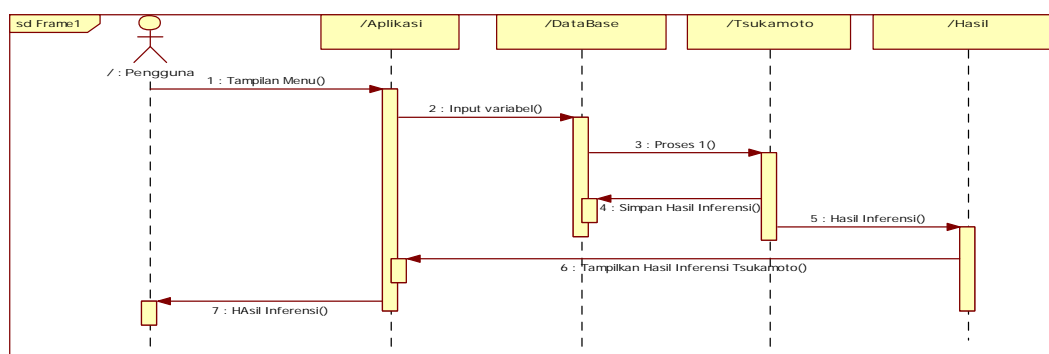 sd Frame1
/Aplikasi
/DataBase
/Tsukamoto
/Hasil
/ : Pengguna
1 : Tampilan Menu()
2 : Input variabel()
3 : Proses 1()
4 : Simpan Hasil Inferensi()
5 : Hasil Inferensi()
6 : Tampilkan Hasil Inferensi Tsukamoto()
7 : HAsil Inferensi()